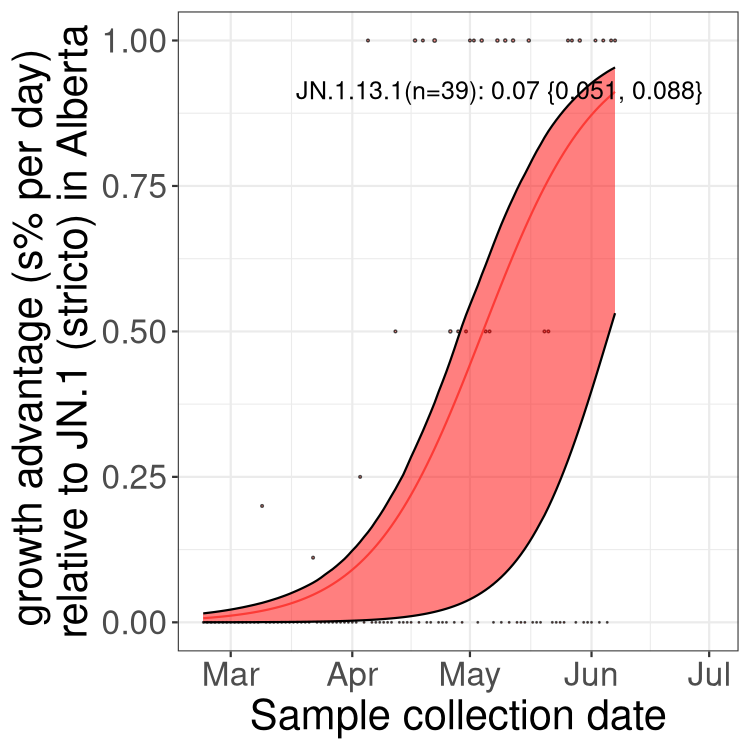 growth advantage (s% per day)
relative to JN.1 (stricto) in Alberta
1.00
0.75
0.50
0.25
0.00
JN.1.13.1(n=39): 0.07 {0.051, 0.088}
Mar Apr May Jun Jul
Sample collection date